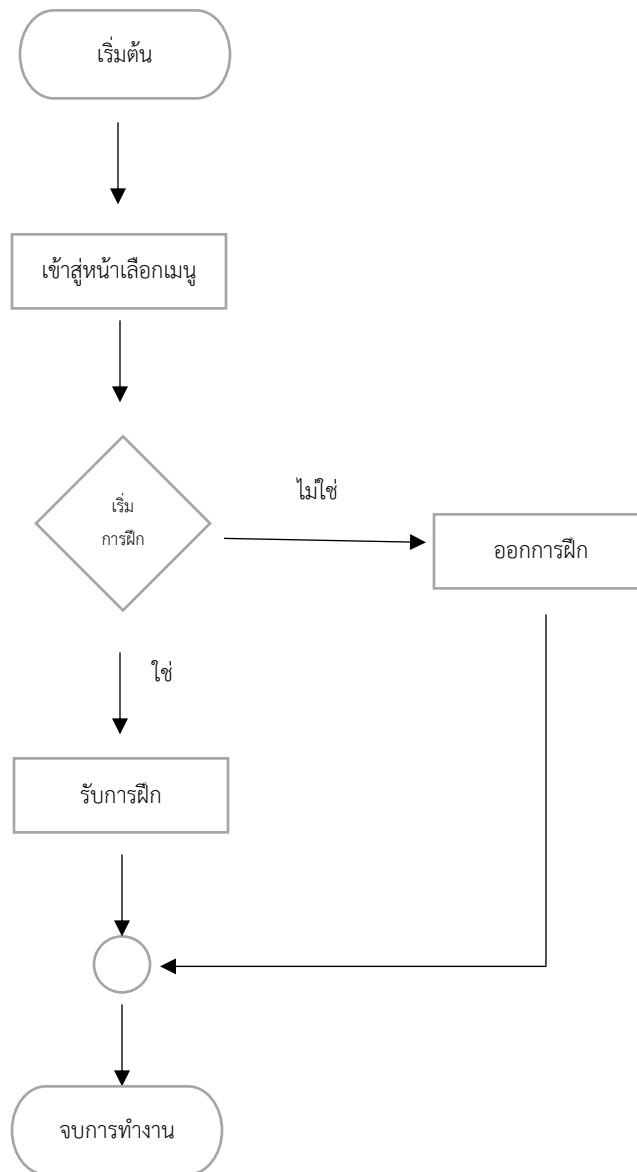 เริ่มต้น
เข้าสู่หน้าเลือกเมนู
เริ่ม
การฝึก
ไม่ใช่
ออกการฝึก
ใช่
รับการฝึก
จบการทำงาน